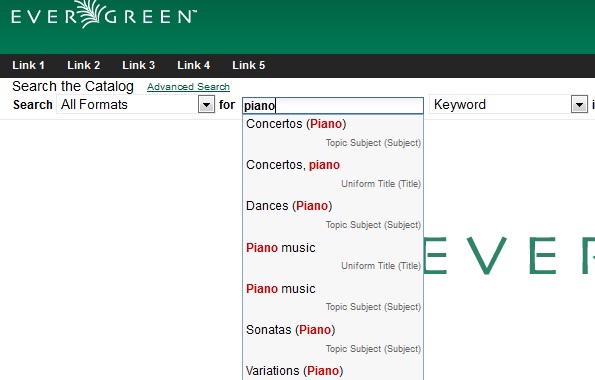 EVERGREEN™
Link 1 Link 2 Link 3 Link 4 Link 5
Search the Catalog Advanced Search
Search All Formats for piano Keyword i
Concertos (Piano)
Topic Subject (Subject)
Concertos, piano
Uniform Title (Title)
Dances (Piano)
Topic Subject (Subject)
Piano music
Uniform Title (Title)
Piano music
Topic Subject (Subject)
Sonatas (Piano)
Topic Subject (Subject)
Variations (Piano)
EVE